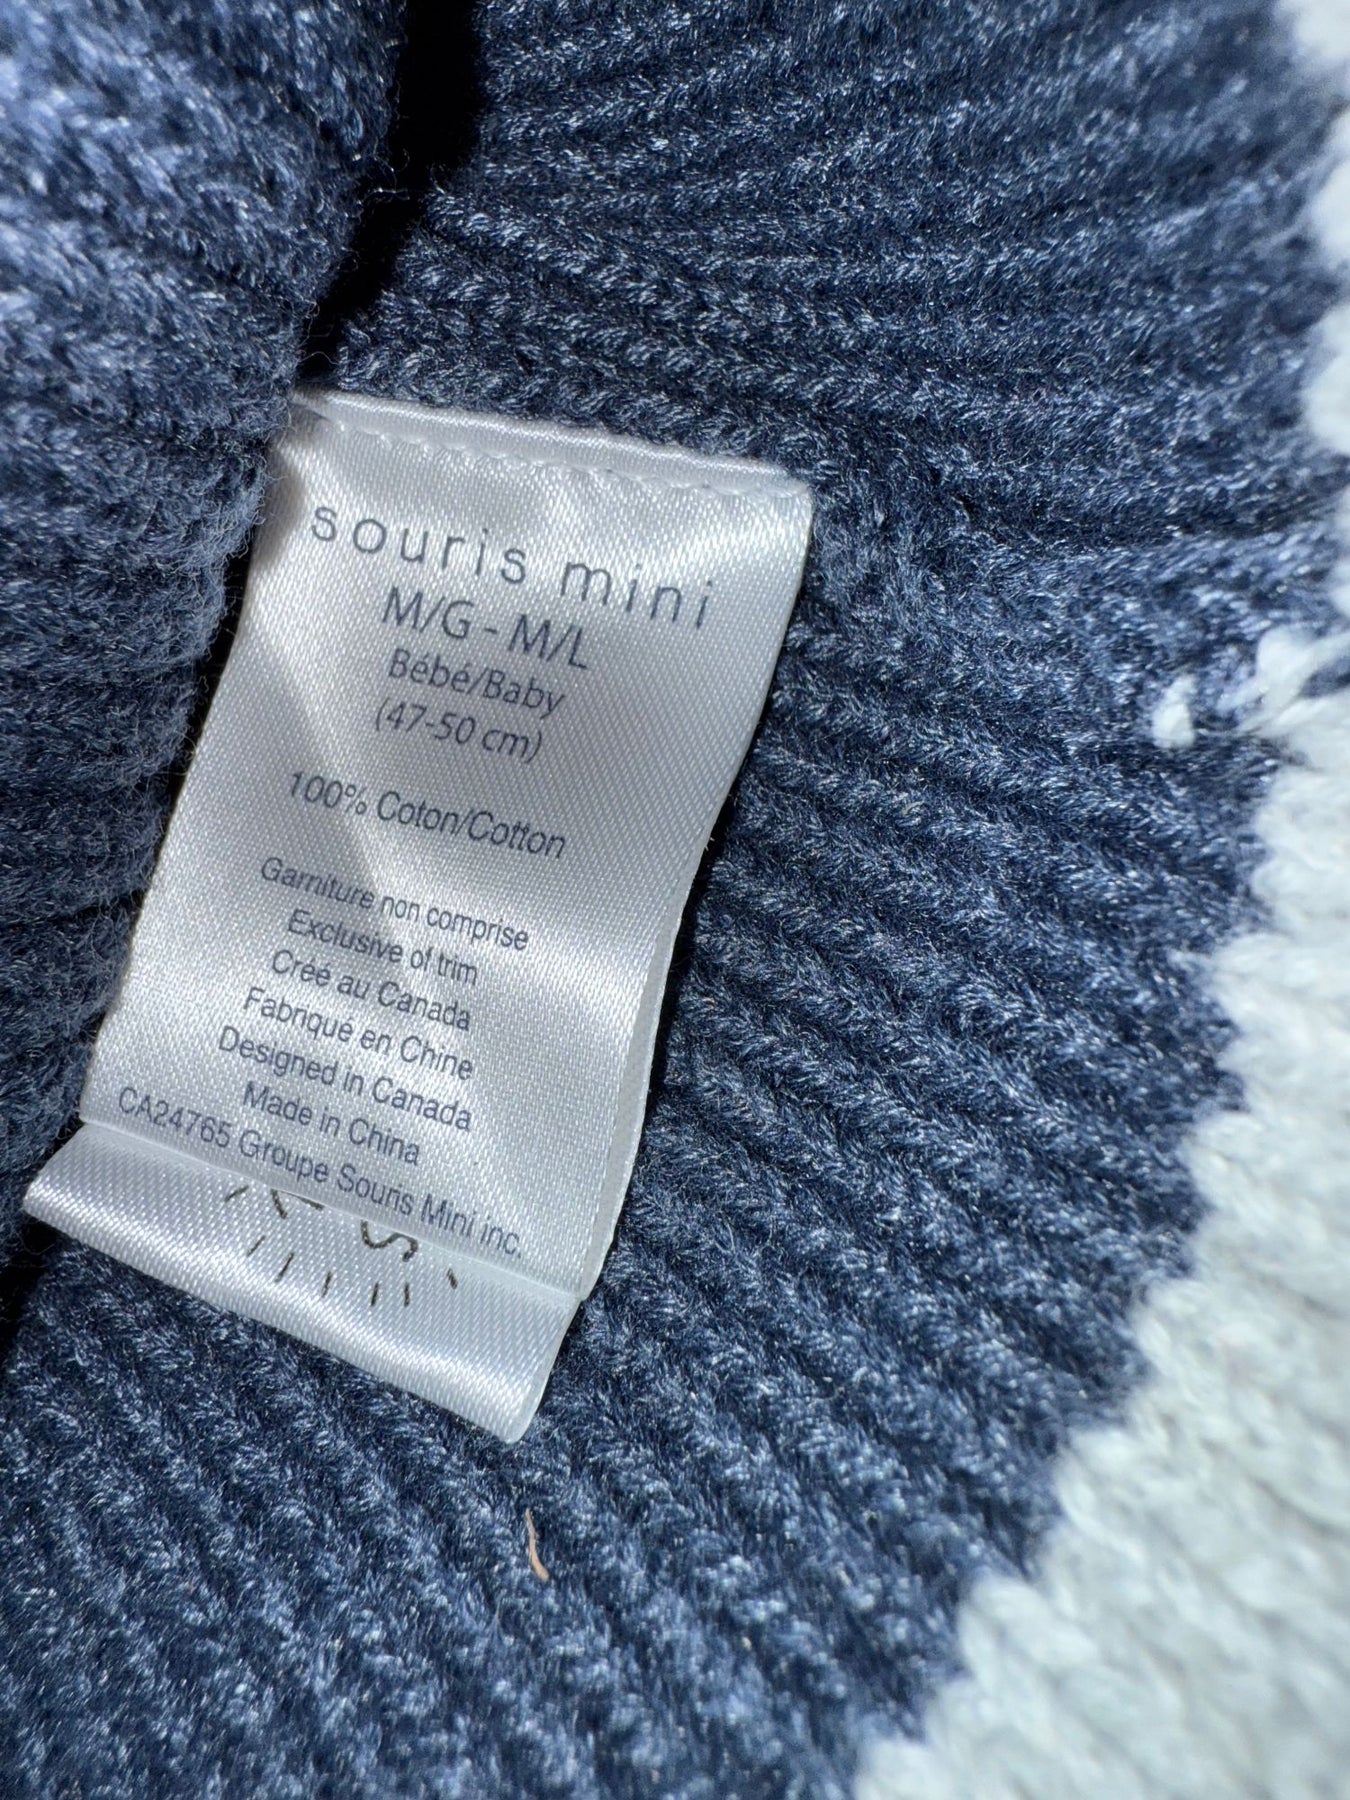 souris mini
M/G - M/L
Bébé/Baby
(47-50 cm)
100% Coton/Cotton
Garniture non comprise
Exclusive of trim
Créé au Canada
Fabriqué en Chine
Designed in Canada
Made in China
CA24765 Groupe Souris Mini inc.